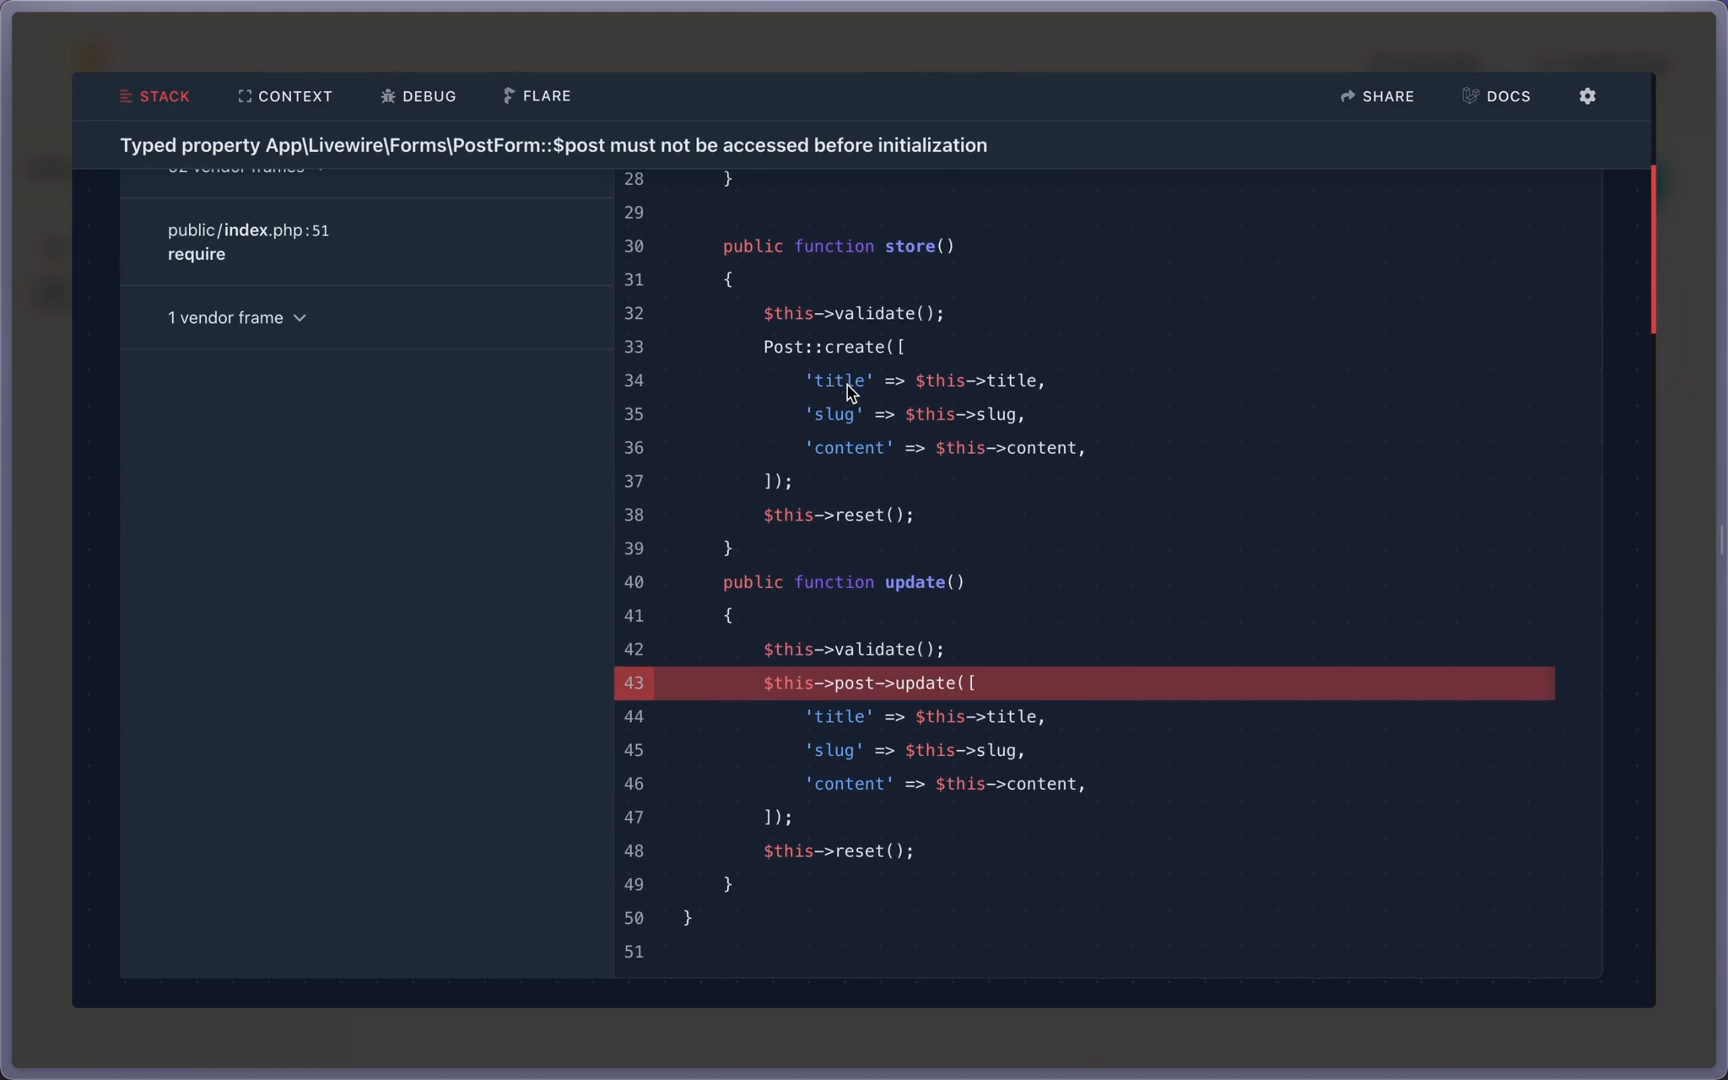 STACK
CONTEXT
DEBUG
FLARE
SHARE
DOCS
Typed property App\Livewire\Forms\PostForm::$post must not be accessed before initialization
vendor frames
public/index.php:51
require
1 vendor frame
28 }
29
30 public function store()
31 {
32 $this->validate();
33 Post::create([
34 'title' => $this->title,
35 'slug' => $this->slug,
36 'content' => $this->content,
37 ]);
38 $this->reset();
39 }
40 public function update()
41 {
42 $this->validate();
43 $this->post->update([
44 'title' => $this->title,
45 'slug' => $this->slug,
46 'content' => $this->content,
47 ]);
48 $this->reset();
49 }
50 }
51